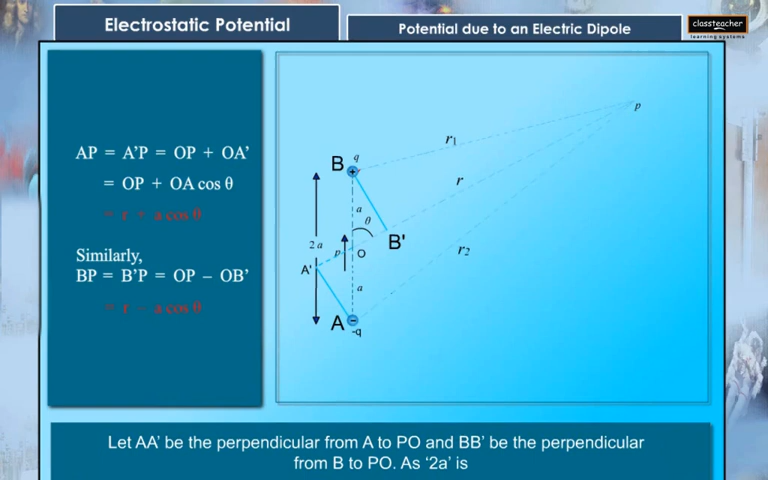 Electrostatic Potential
Potential due to an Electric Dipole
classteacher
learning systems
AP = A'P = OP + OA'
= OP + OA cos θ
= r + a cos θ
Similarly,
BP = B'P = OP – OB'
= r – a cos θ
p
r1
B
q
+
r
a
θ
2a
B'
p
O
r2
A'
a
A
–
-q
Let AA' be the perpendicular from A to PO and BB' be the perpendicular
from B to PO. As '2a' is